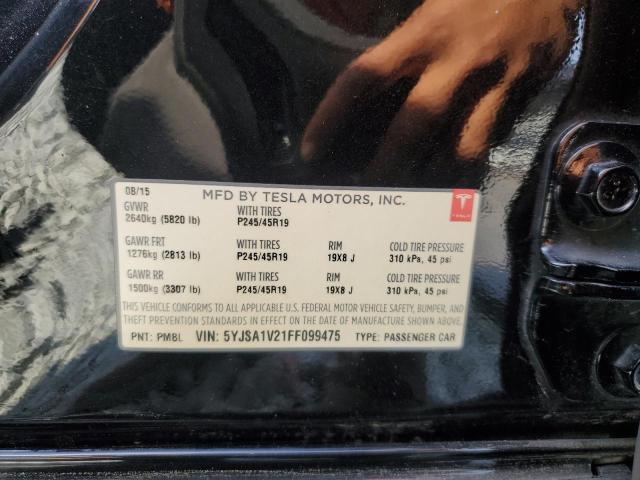 08/15 MFD BY TESLA MOTORS, INC.
GVWR WITH TIRES
2640kg (5820 lb) P245/45R19
GAWR FRT WITH TIRES RIM COLD TIRE PRESSURE
1276kg (2813 lb) P245/45R19 19X8 J 310 kPa, 45 psi
GAWR RR WITH TIRES RIM COLD TIRE PRESSURE
1500kg (3307 lb) P245/45R19 19X8 J 310 kPa, 45 psi
THIS VEHICLE CONFORMS TO ALL APPLICABLE U.S. FEDERAL MOTOR VEHICLE SAFETY, BUMPER, AND
THEFT PREVENTION STANDARDS IN EFFECT ON THE DATE OF MANUFACTURE SHOWN ABOVE.
PNT: PMBL VIN: 5YJSA1V21FF099475 TYPE: PASSENGER CAR
TESLA